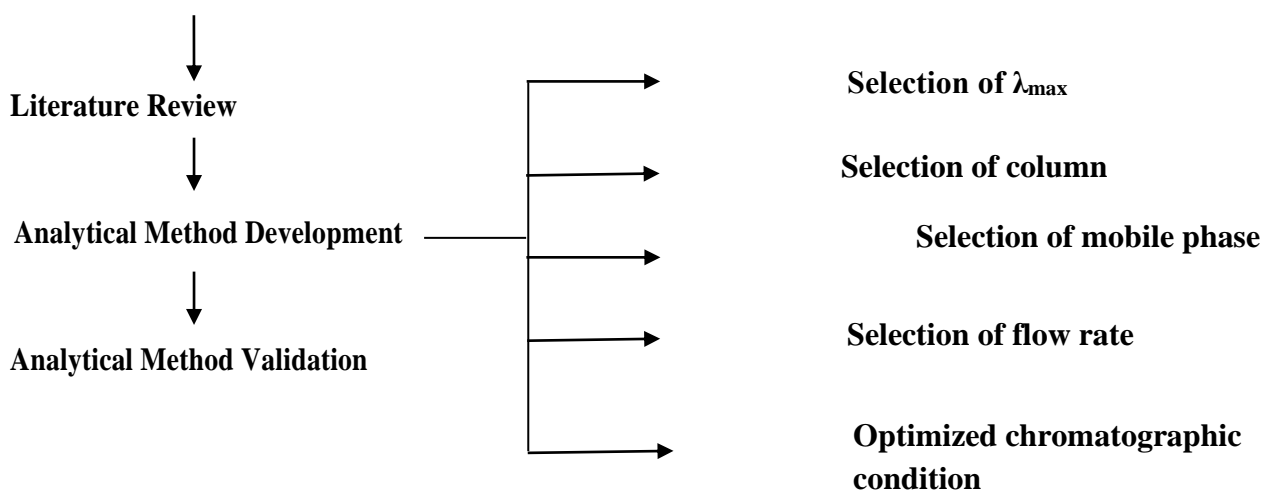 Literature Review
Analytical Method Development
Analytical Method Validation
Selection of λmax
Selection of column
Selection of mobile phase
Selection of flow rate
Optimized chromatographic
condition